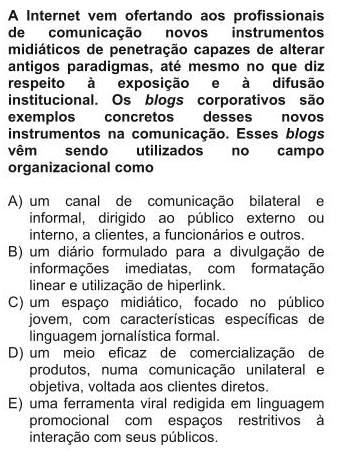 A Internet vem ofertando aos profissionais
de comunicação novos instrumentos
midiáticos de penetração capazes de alterar
antigos paradigmas, até mesmo no que diz
respeito à exposição e à difusão
institucional. Os blogs corporativos são
exemplos concretos desses novos
instrumentos na comunicação. Esses blogs
vêm sendo utilizados no campo
organizacional como
A) um canal de comunicação bilateral e
informal, dirigido ao público externo ou
interno, a clientes, a funcionários e outros.
B) um diário formulado para a divulgação de
informações imediatas, com formatação
linear e utilização de hiperlink.
C) um espaço midiático, focado no público
jovem, com características específicas de
linguagem jornalística formal.
D) um meio eficaz de comercialização de
produtos, numa comunicação unilateral e
objetiva, voltada aos clientes diretos.
E) uma ferramenta viral redigida em linguagem
promocional com espaços restritivos à
interação com seus públicos.